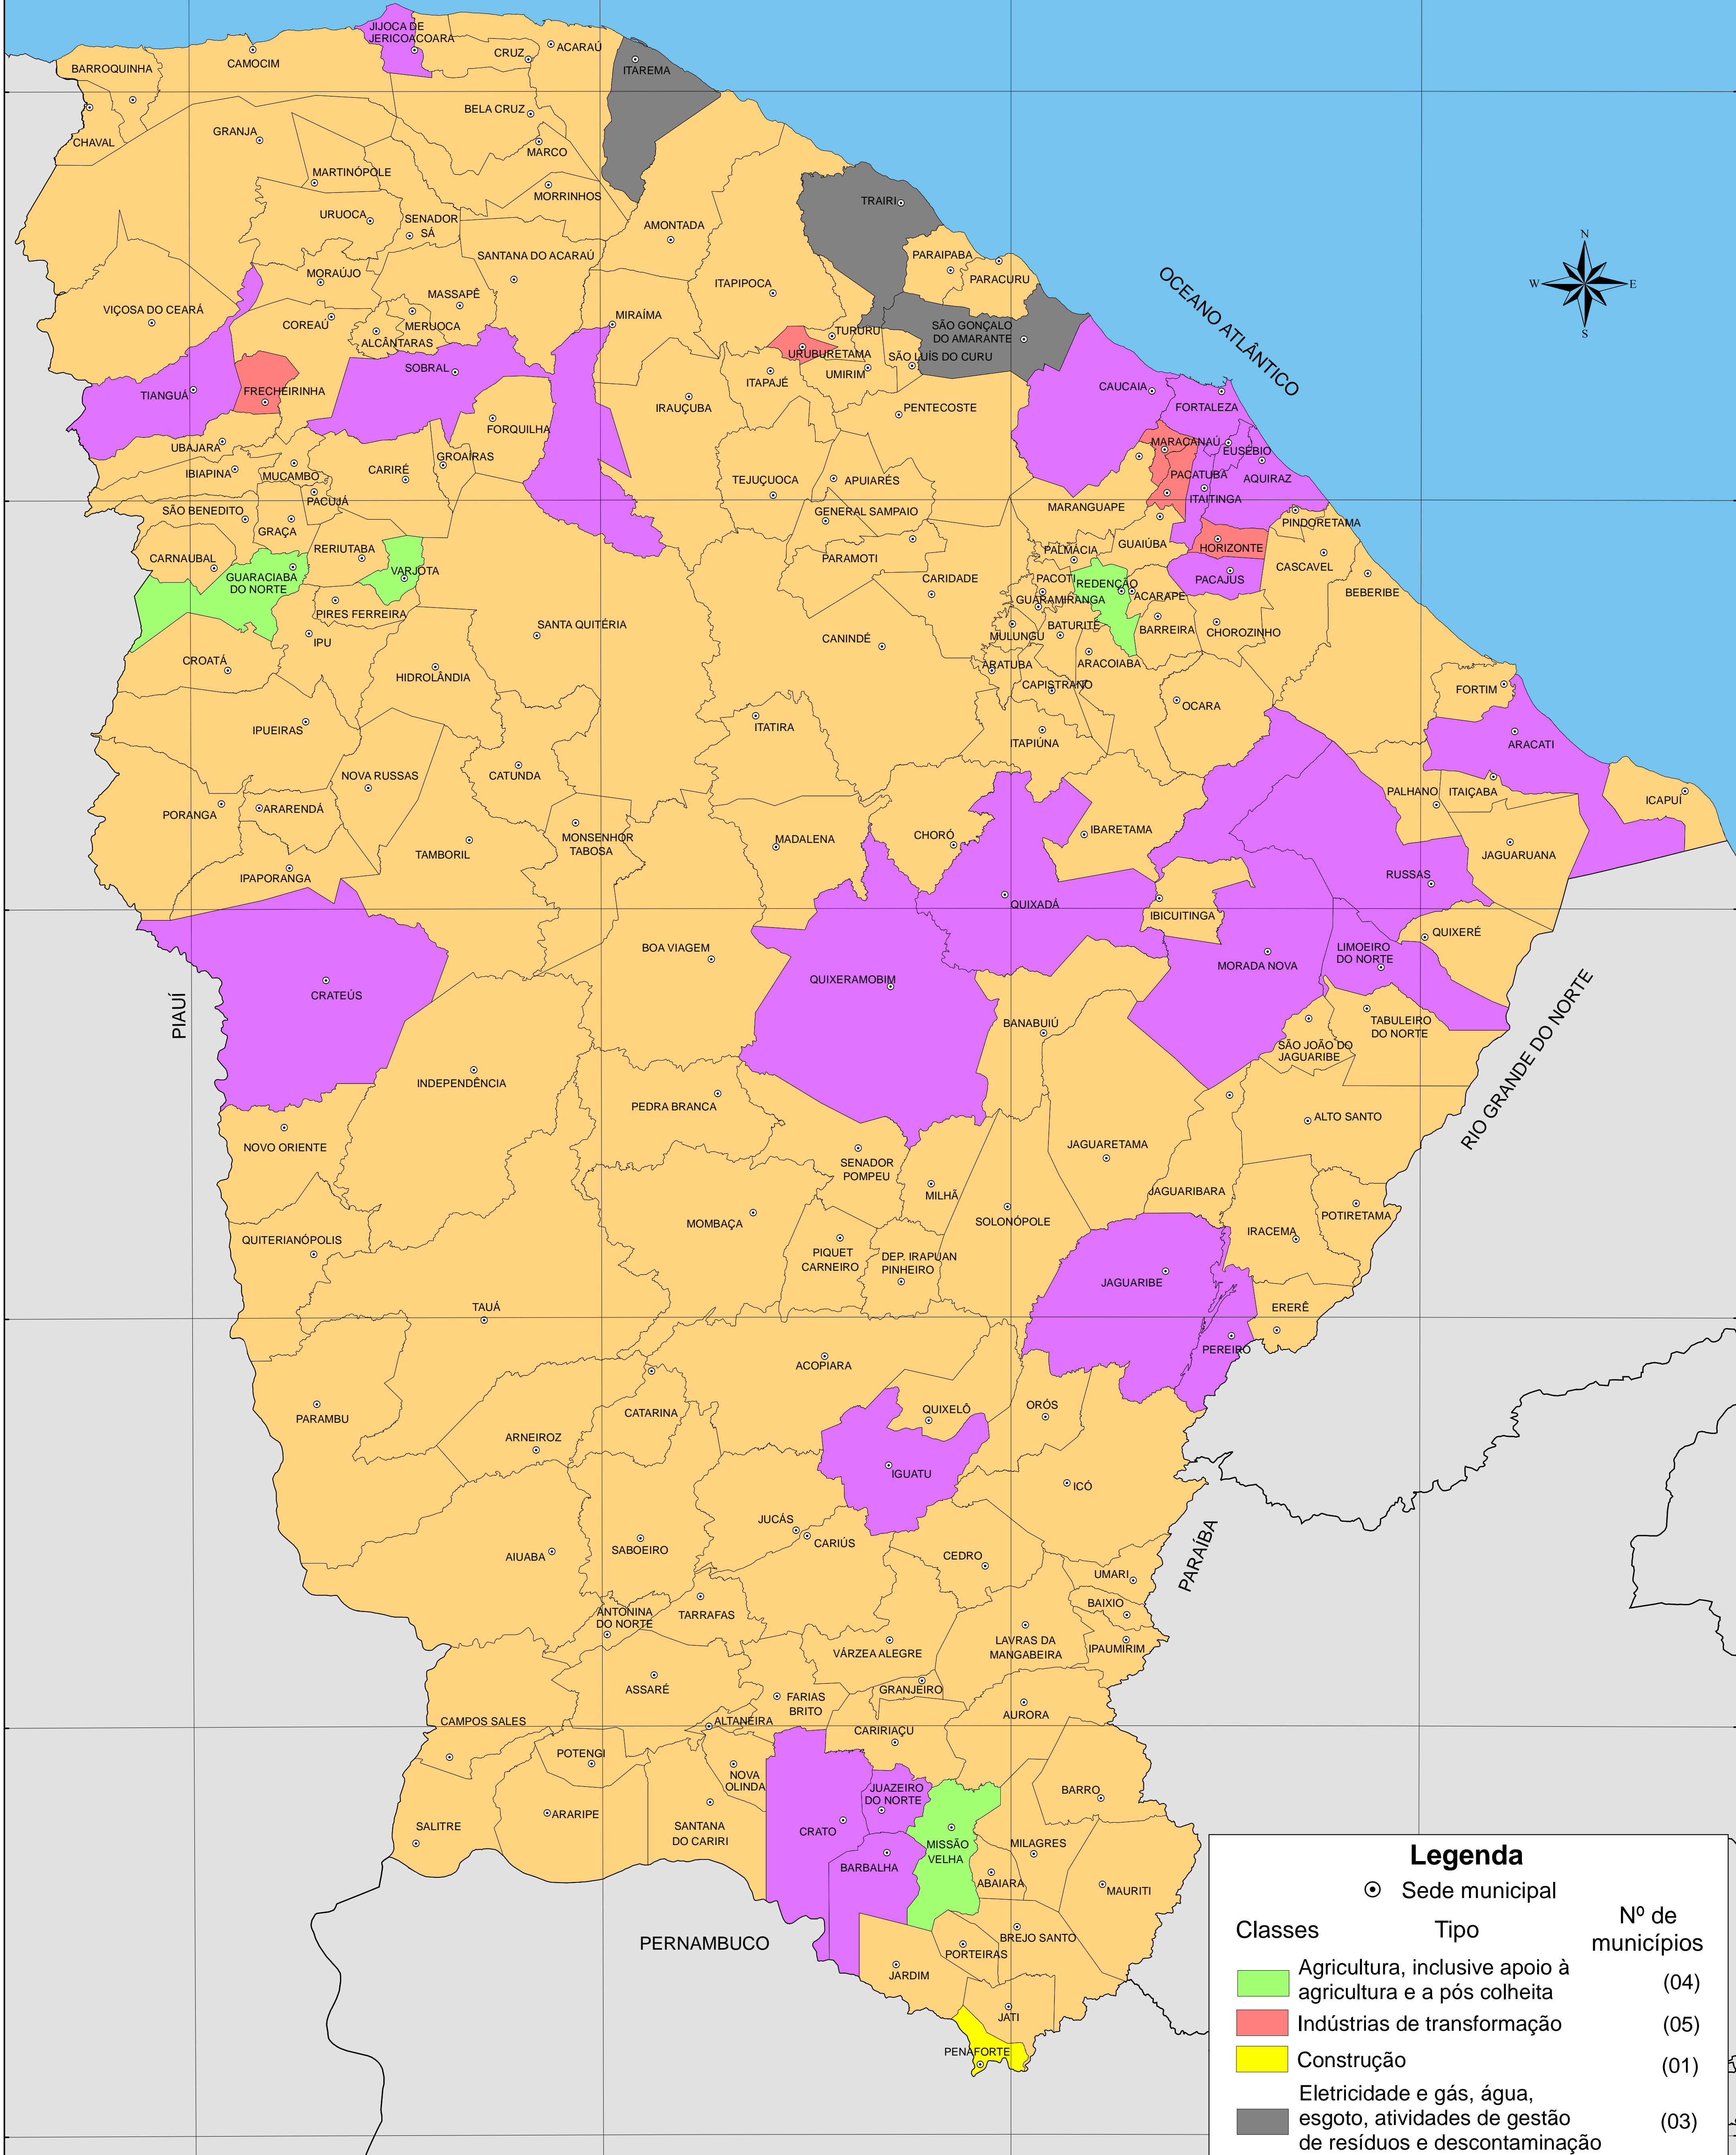 JIJOCA DE
JERICOACOARA
CRUZ
ACARAÚ
BARROQUINHA
CAMOCIM
ITAREMA
CHAVAL
GRANJA
BELA CRUZ
MARCO
MARTINÓPOLE
MORRINHOS
URUOCA
SENADOR
SÁ
AMONTADA
TRAIRI
PARAIPABA
PARACURU
N
W
E
S
OCEANO ATLÂNTICO
SANTANA DO ACARAÚ
MORAÚJO
MASSAPÊ
ITAPIPOCA
VIÇOSA DO CEARÁ
COREAÚ
MERUOCA
ALCÂNTARAS
MIRAÍMA
TURURU
URUBURETAMA
SÃO GONÇALO
DO AMARANTE
SÃO LUÍS DO CURU
UMIRIM
ITAPAJÉ
SOBRAL
TIANGUÁ
FRECHEIRINHA
IRAUÇUBA
PENTECOSTE
CAUCAIA
FORTALEZA
FORQUILHA
UBAJARA
IBIAPINA
MUCAMBO
CARIRÉ
GROAÍRAS
MARACANAÚ
EUSÉBIO
PACATUBA
AQUIRAZ
ITAITINGA
TEJUÇUOCA
APUIARÉS
PACUJÁ
SÃO BENEDITO
GRAÇA
GENERAL SAMPAIO
MARANGUAPE
PINDORETAMA
CARNAUBAL
RERIUTABA
VARJOTA
GUARACIABA
DO NORTE
PARAMOTI
PALMÁCIA
GUAIÚBA
HORIZONTE
CASCAVEL
CARIDADE
PACOTI
REDENÇÃO
PACAJUS
BEBERIBE
GUARAMIRANGA
ACARAPE
PIRES FERREIRA
IPU
SANTA QUITÉRIA
CANINDÉ
MULUNGU
BATURITÉ
BARREIRA
CHOROZINHO
CROATÁ
HIDROLÂNDIA
ARATUBA
ARACOIABA
CAPISTRANO
FORTIM
OCARA
IPUEIRAS
ITATIRA
ITAPIÚNA
ARACATI
NOVA RUSSAS
CATUNDA
PALHANO
ITAIÇABA
ICAPUÍ
PORANGA
ARARENDÁ
MONSENHOR
TABOSA
MADALENA
CHORÓ
IBARETAMA
TAMBORIL
JAGUARUANA
IPAPORANGA
RUSSAS
QUIXADÁ
IBICUITINGA
QUIXERÉ
BOA VIAGEM
LIMOEIRO
DO NORTE
MORADA NOVA
QUIXERAMOBIM
CRATEÚS
PIAUÍ
BANABUIÚ
TABULEIRO
DO NORTE
SÃO JOÃO DO
JAGUARIBE
RIO GRANDE DO NORTE
INDEPENDÊNCIA
PEDRA BRANCA
ALTO SANTO
NOVO ORIENTE
JAGUARETAMA
SENADOR
POMPEU
MILHÃ
JAGUARIBARA
POTIRETAMA
MOMBAÇA
SOLONÓPOLE
IRACEMA
QUITERIANÓPOLIS
PIQUET
CARNEIRO
DEP. IRAPUAN
PINHEIRO
JAGUARIBE
TAUÁ
ERERÊ
PEREIRO
ACOPIARA
PARAMBU
CATARINA
QUIXELÔ
ORÓS
ARNEIROZ
IGUATU
ICÓ
JUCÁS
CARIÚS
AIUABA
SABOEIRO
CEDRO
UMARI
PARAÍBA
BAIXIO
ANTONINA
DO NORTE
TARRAFAS
VÁRZEA ALEGRE
LAVRAS DA
MANGABEIRA
IPAUMIRIM
ASSARÉ
FARIAS
BRITO
GRANJEIRO
AURORA
CAMPOS SALES
ALTANEIRA
CARIRIAÇU
POTENGI
NOVA
OLINDA
JUAZEIRO
DO NORTE
BARRO
ARARIPE
SALITRE
SANTANA
DO CARIRI
CRATO
MISSÃO
VELHA
MILAGRES
BARBALHA
ABAIARA
MAURITI
PERNAMBUCO
BREJO SANTO
PORTEIRAS
JARDIM
JATI
PENAFORTE
Legenda
Sede municipal
Classes Tipo Nº de
municípios
Agricultura, inclusive apoio à
agricultura e a pós colheita (04)
Indústrias de transformação (05)
Construção (01)
Eletricidade e gás, água,
esgoto, atividades de gestão (03)
de resíduos e descontaminação